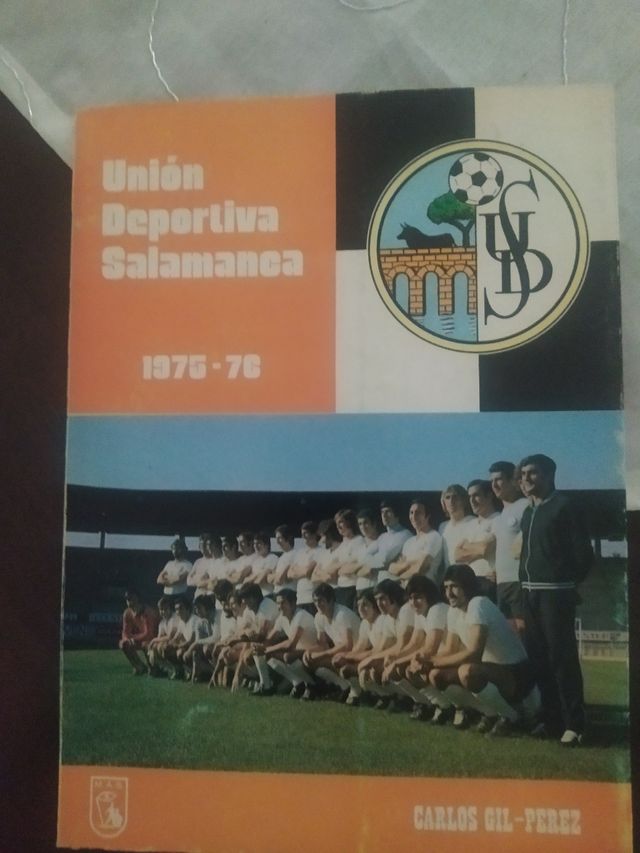 Unión
Deportiva
Salamanca
1975-76
UDS
M.A.S.
CARLOS GIL-PEREZ